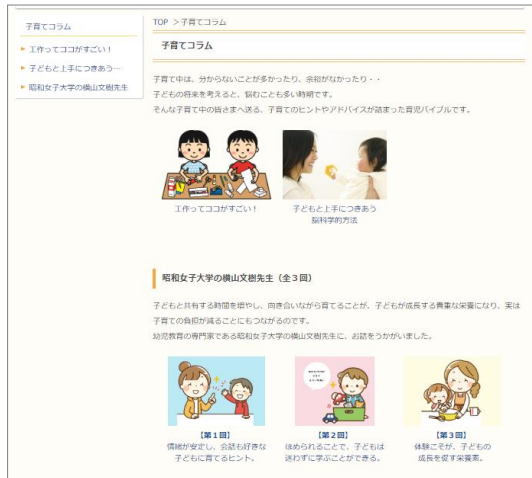 子育てコラム
工作ってココがすごい！
子どもと上手につきあう…
昭和女子大学の横山文樹先生
TOP ＞子育てコラム
子育てコラム
子育て中は、分からないことが多かったり、余裕がなかったり・・
子どもの将来を考えると、悩むことも多い時期です。
そんな子育て中の皆さまへ送る、子育てのヒントやアドバイスが詰まった育児バイブルです。
工作ってココがすごい！
子どもと上手につきあう
脳科学的方法
昭和女子大学の横山文樹先生（全３回）
子どもと共有する時間を増やし、向き合いながら育てることが、子どもが成長する貴重な栄養になり、実は
子育ての負担が減ることにもつながるのです。
幼児教育の専門家である昭和女子大学の横山文樹先生に、お話をうかがいました。
【第１回】
情緒が安定し、会話も好きな
子どもに育てるヒント。
【第２回】
ほめられることで、子どもは
迷わずに学ぶことができる。
【第３回】
体験こそが、子どもの
成長を促す栄養素。